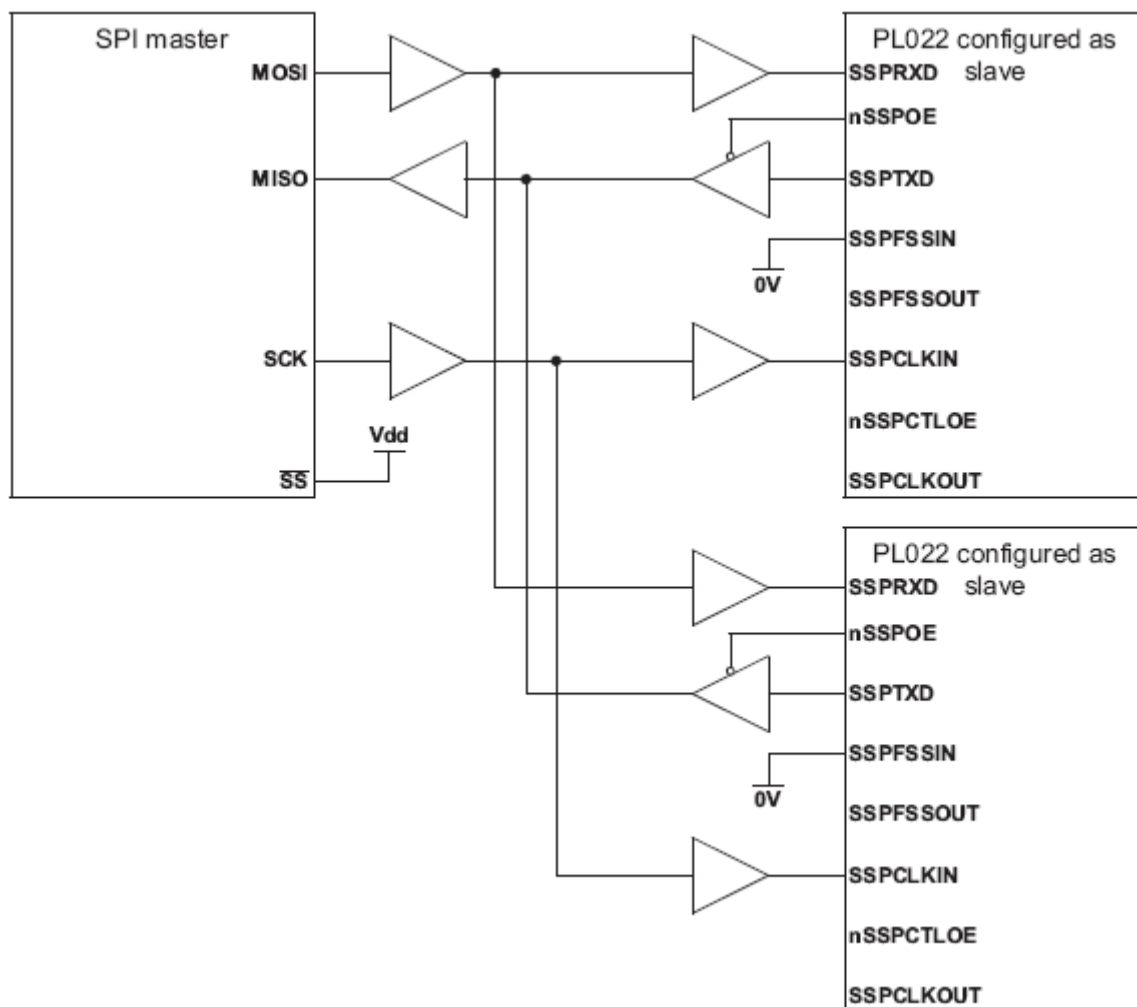 SPI master
MOSI
MISO
SCK
Vdd
SS
PL022 configured as
slave
SSPRXD
nSSPOE
SSPTXD
SSPFSSIN
0V
SSPFSSOUT
SSPCLKIN
nSSPCTLOE
SSPCLKOUT
PL022 configured as
slave
SSPRXD
nSSPOE
SSPTXD
SSPFSSIN
0V
SSPFSSOUT
SSPCLKIN
nSSPCTLOE
SSPCLKOUT